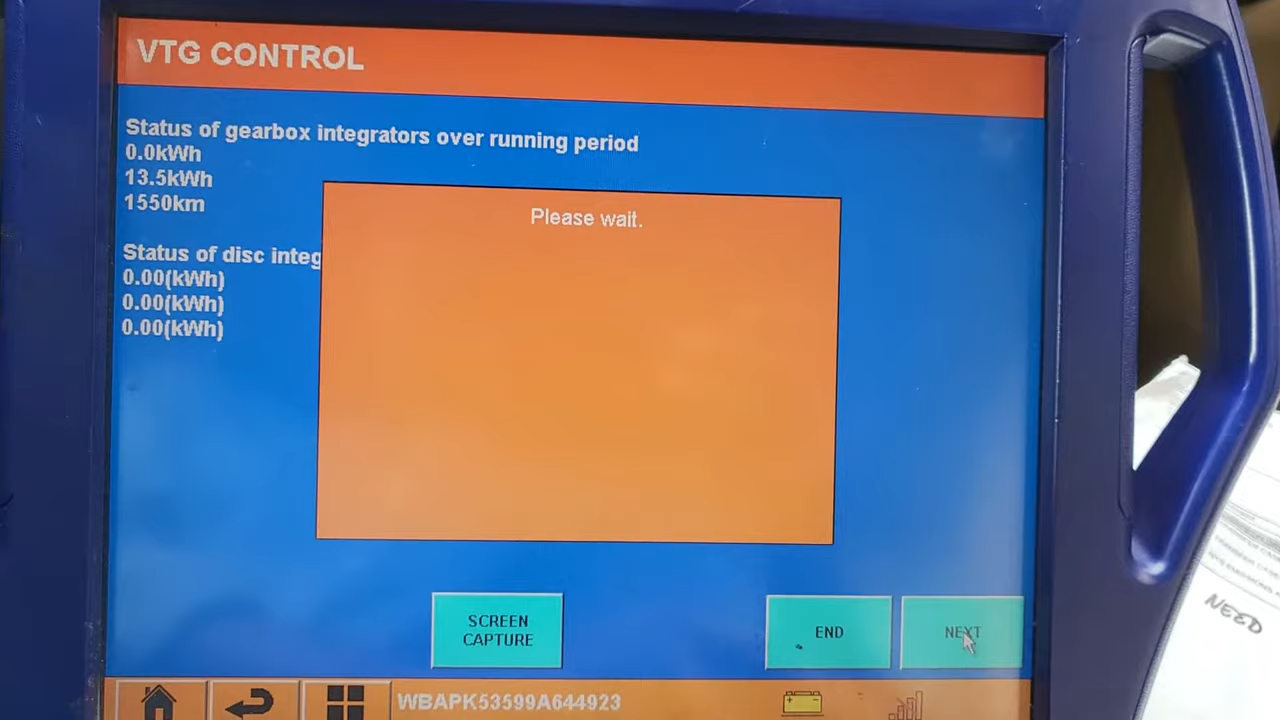 VTG CONTROL
Status of gearbox integrators over running period
0.0kWh
13.5kWh
1550km
Please wait.
Status of disc integ
0.00(kWh)
0.00(kWh)
0.00(kWh)
SCREEN
CAPTURE
END
NEXT
WBAPK53599A644923
NEED